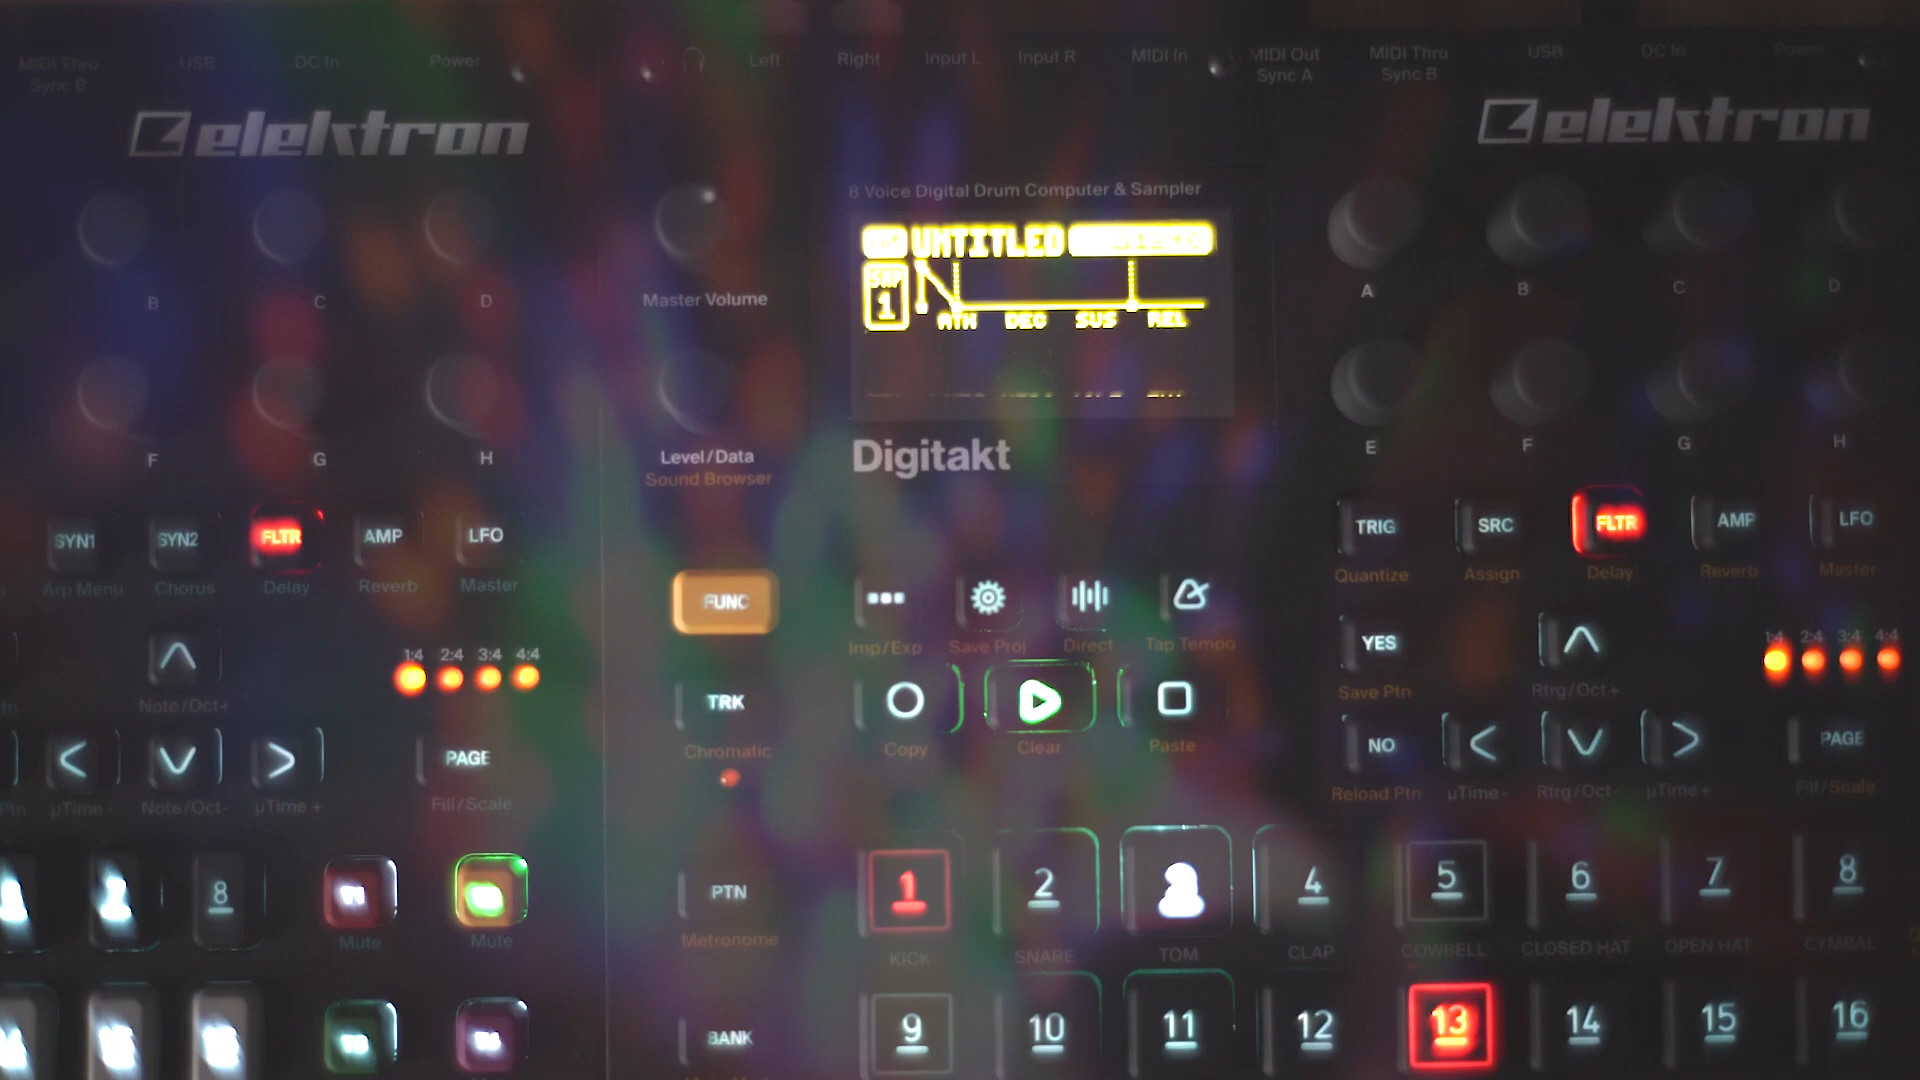 MIDI Thru
Sync B
USB
DC In
Power
Left
Right
Input L
Input R
MIDI In
MIDI Out
Sync A
MIDI Thru
Sync B
USB
DC In
Power
elektron
elektron
8 Voice Digital Drum Computer & Sampler
UNTITLED
1
ATK DEC SUS REL
B
C
D
Master Volume
A
B
C
D
F
G
H
Level/Data
Sound Browser
Digitakt
E
F
G
H
SYN1
SYN2
FLTR
AMP
LFO
Arp Menu
Chorus
Delay
Reverb
Master
TRIG
SRC
FLTR
AMP
LFO
Quantize
Assign
Delay
Reverb
Master
FUNC
Imp/Exp
Save Proj
Direct
Tap Tempo
1:4 2:4 3:4 4:4
Note/Oct+
YES
Save Ptn
Rtrg/Oct+
1:4 2:4 3:4 4:4
TRK
Chromatic
Copy
Clear
Paste
PAGE
µTime-
Note/Oct-
µTime+
Fill/Scale
NO
Reload Ptn
µTime-
Rtrg/Oct-
µTime+
PAGE
Fill/Scale
8
Mute
Mute
PTN
Metronome
1
2
4
5
6
7
8
KICK
SNARE
TOM
CLAP
COWBELL
CLOSED HAT
OPEN HAT
CYMBAL
BANK
9
10
11
12
13
14
15
16